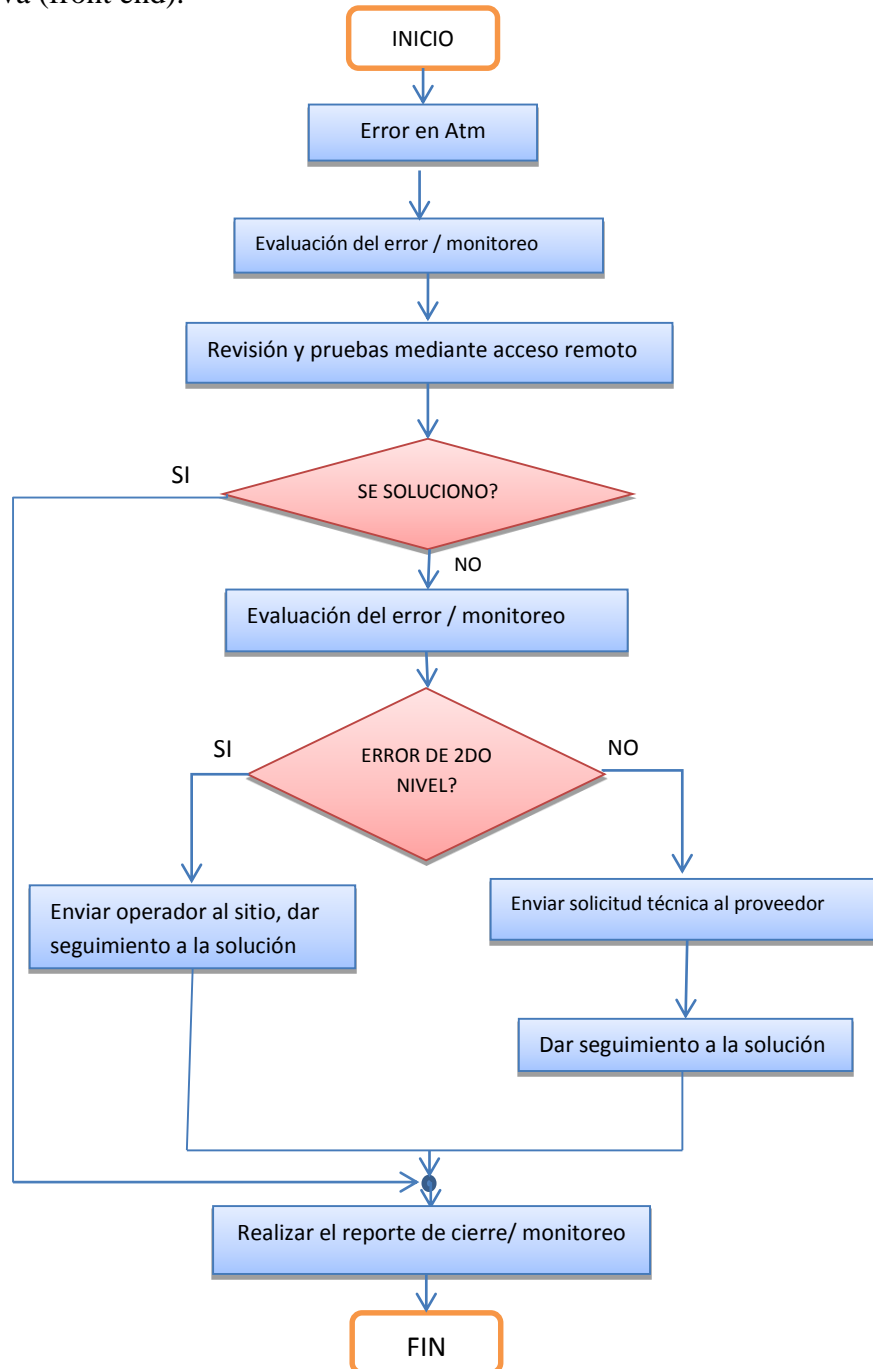 va (front end).
INICIO
Error en Atm
Evaluación del error / monitoreo
Revisión y pruebas mediante acceso remoto
SI
SE SOLUCIONO?
NO
Evaluación del error / monitoreo
SI
ERROR DE 2DO
NIVEL?
NO
Enviar operador al sitio, dar
seguimiento a la solución
Enviar solicitud técnica al proveedor
Dar seguimiento a la solución
Realizar el reporte de cierre/ monitoreo
FIN